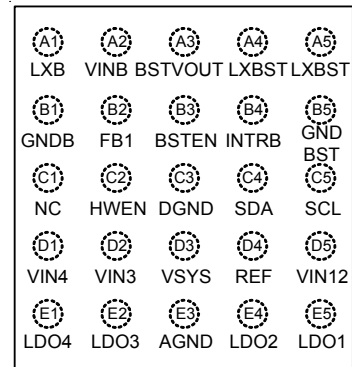 A1 A2 A3 A4 A5
LXB VINB BSTVOUT LXBST LXBST
B1 B2 B3 B4 B5
GNDB FB1 BSTEN INTRB GND
BST
C1 C2 C3 C4 C5
NC HWEN DGND SDA SCL
D1 D2 D3 D4 D5
VIN4 VIN3 VSYS REF VIN12
E1 E2 E3 E4 E5
LDO4 LDO3 AGND LDO2 LDO1